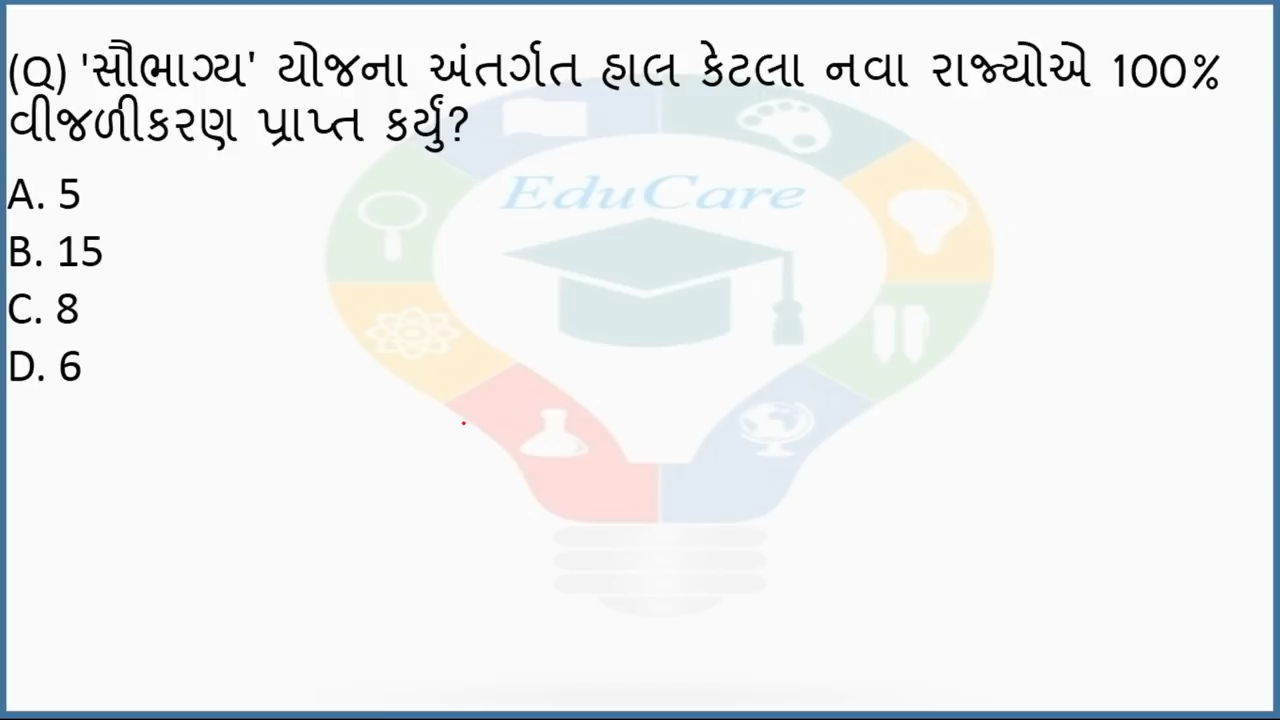 (Q) 'સૌભાગ્ય' યોજના અંતર્ગત હાલ કેટલા નવા રાજ્યોએ 100%
વીજળીકરણ પ્રાપ્ત કર્યું?
EduCare
A. 5
B. 15
C. 8
D. 6